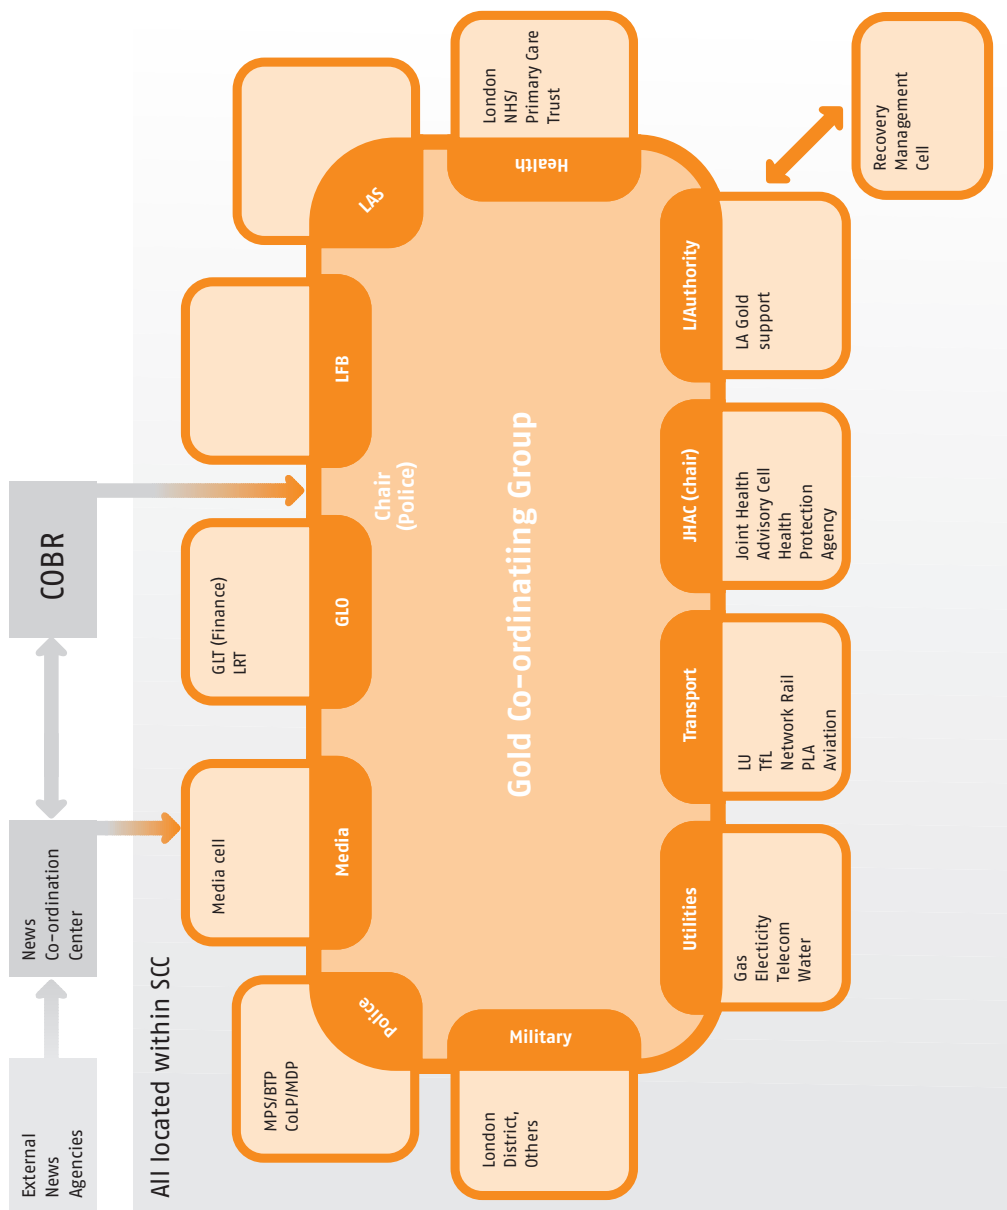 External
News
Agencies
News
Co-ordination
Center
COBR
All located within SCC
MPS/BTP
CoLP/MDP
Police
Media cell
Media
GLT (Finance)
LRT
GLO
Chair
(Police)
LFB
LAS
London
District,
Others
Military
Gold Co-ordinatiing Group
Health
London
NHS/
Primary Care
Trust
Utilities
Gas
Electicity
Telecom
Water
Transport
LU
TfL
Network Rail
PLA
Aviation
JHAC (chair)
Joint Health
Advisory Cell
Health
Protection
Agency
L/Authority
LA Gold
support
Recovery
Management
Cell